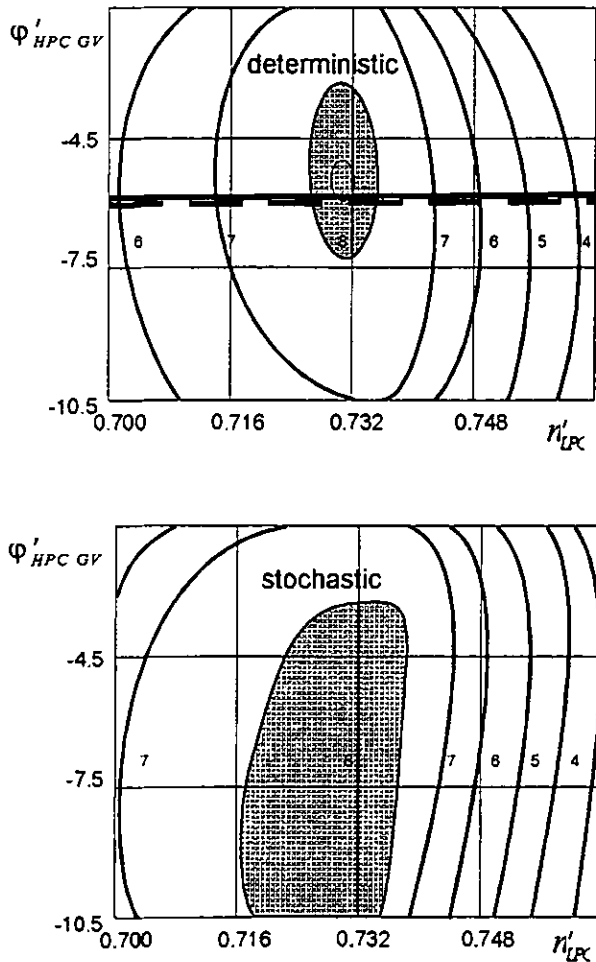 φ'HPC GV
deterministic
-4.5
6 7 8 7 6 5 4
-7.5
-10.5
0.700 0.716 0.732 0.748 n'LPC
φ'HPC GV
stochastic
-4.5
7 8 7 6 5 4
-7.5
-10.5
0.700 0.716 0.732 0.748 n'LPC